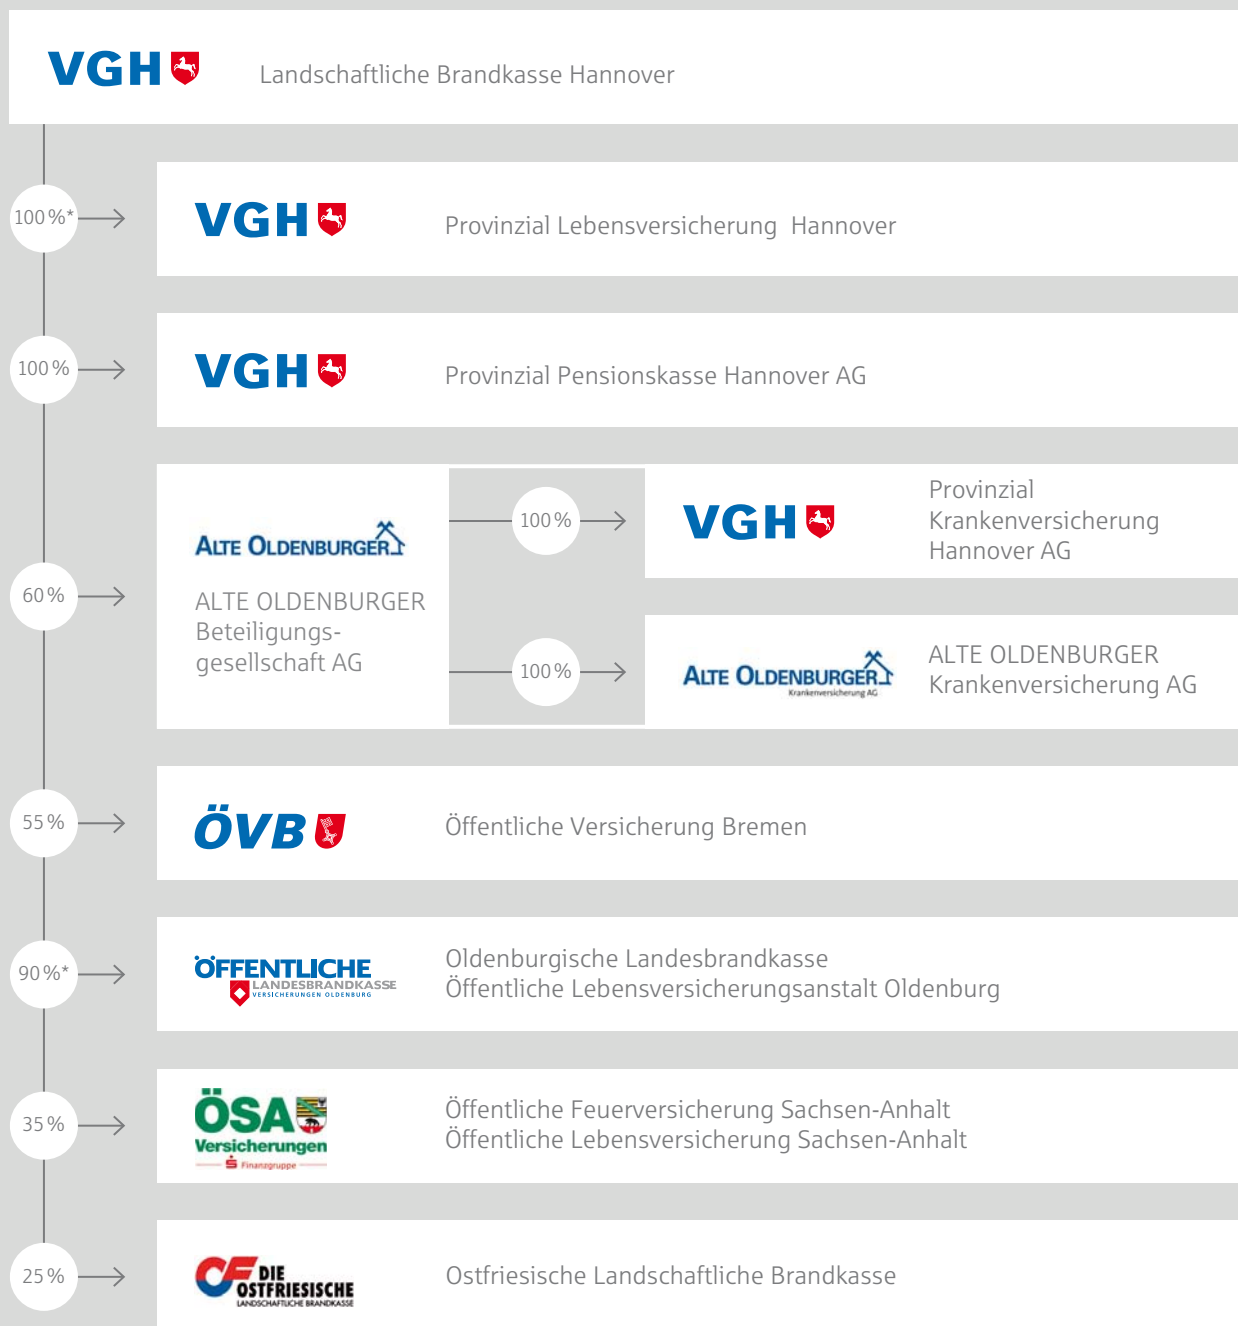 VGH
Landschaftliche Brandkasse Hannover
100 %*
VGH
Provinzial Lebensversicherung Hannover
100 %
VGH
Provinzial Pensionskasse Hannover AG
60 %
ALTE OLDENBURGER
ALTE OLDENBURGER
Beteiligungs-
gesellschaft AG
100 %
VGH
Provinzial
Krankenversicherung
Hannover AG
100 %
ALTE OLDENBURGER
Krankenversicherung AG
ALTE OLDENBURGER
Krankenversicherung AG
55 %
ÖVB
Öffentliche Versicherung Bremen
90 %*
ÖFFENTLICHE
LANDESBRANDKASSE
VERSICHERUNGEN OLDENBURG
Oldenburgische Landesbrandkasse
Öffentliche Lebensversicherungsanstalt Oldenburg
35 %
ÖSA
Versicherungen
Finanzgruppe
Öffentliche Feuerversicherung Sachsen-Anhalt
Öffentliche Lebensversicherung Sachsen-Anhalt
25 %
DIE
OSTFRIESISCHE
LANDSCHAFTLICHE BRANDKASSE
Ostfriesische Landschaftliche Brandkasse